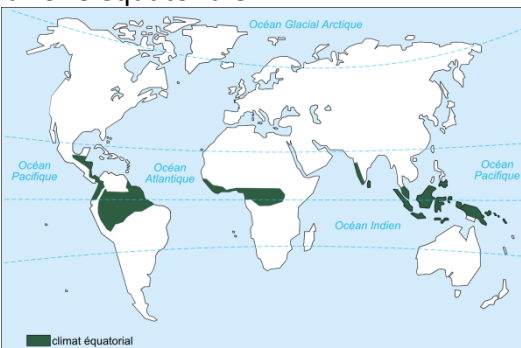 Océan Glacial Arctique
Océan
Pacifique
Océan
Atlantique
Océan
Pacifique
Océan Indien
climat équatorial